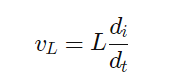 $v_L = L\frac{d_i}{d_t}$